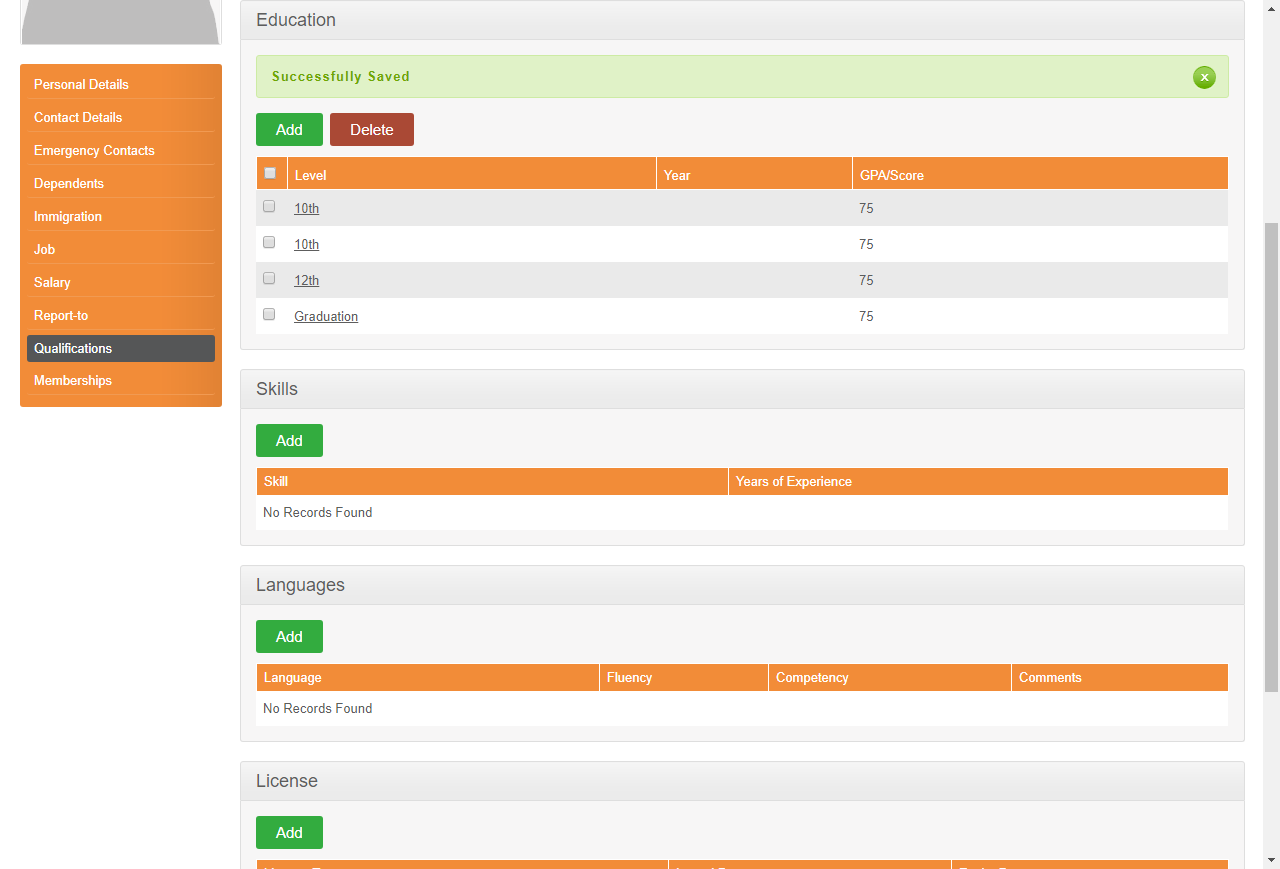 Education
Successfully Saved
x
Personal Details
Contact Details
Emergency Contacts
Dependents
Immigration
Job
Salary
Report-to
Qualifications
Memberships
Add Delete
Level Year GPA/Score
10th 75
10th 75
12th 75
Graduation 75
Skills
Add
Skill Years of Experience
No Records Found
Languages
Add
Language Fluency Competency Comments
No Records Found
License
Add